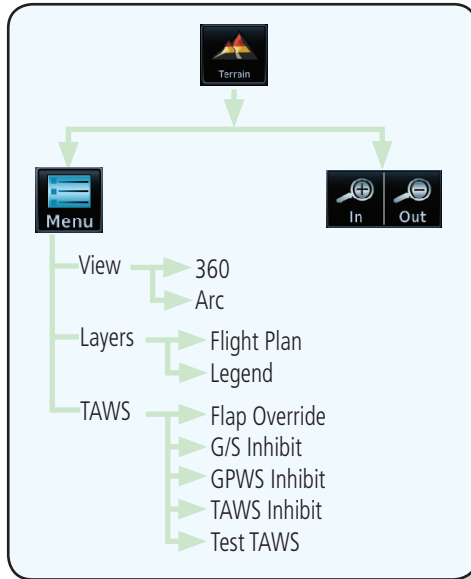 Terrain
Menu
In
Out
View
360
Arc
Layers
Flight Plan
Legend
TAWS
Flap Override
G/S Inhibit
GPWS Inhibit
TAWS Inhibit
Test TAWS